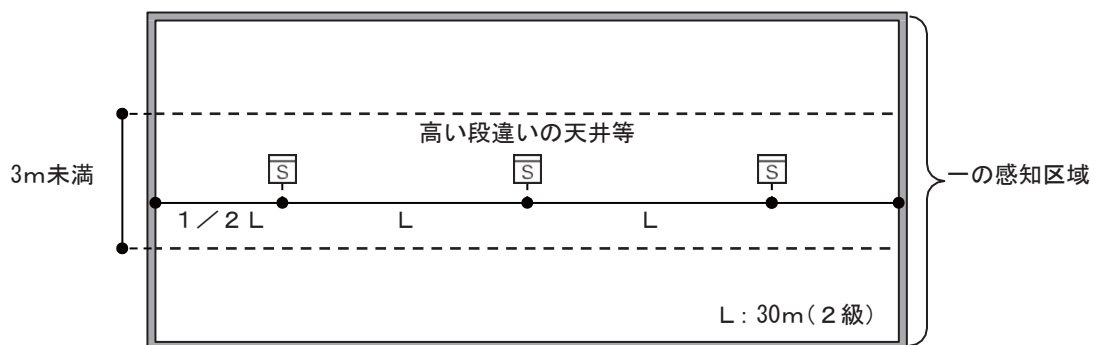 高い段違いの天井等
3m未満
S
S
S
一の感知区域
1/2 L
L
L
L:30m(2級)